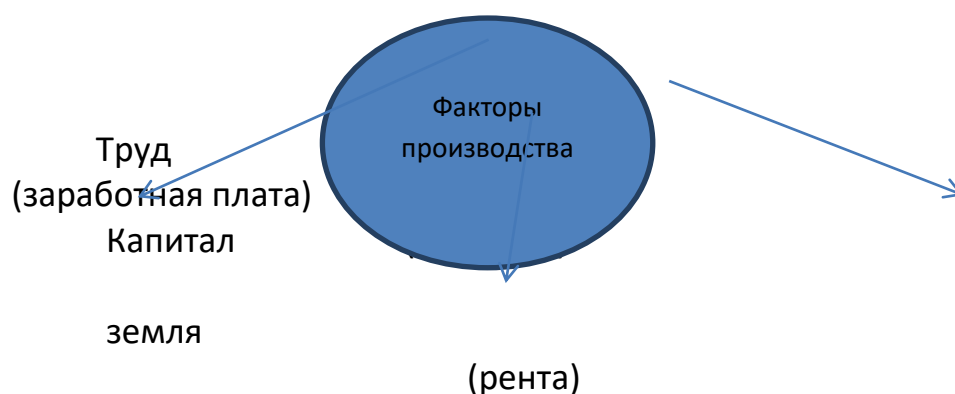 Факторы
производства
Труд
(заработная плата)
Капитал
земля
(рента)